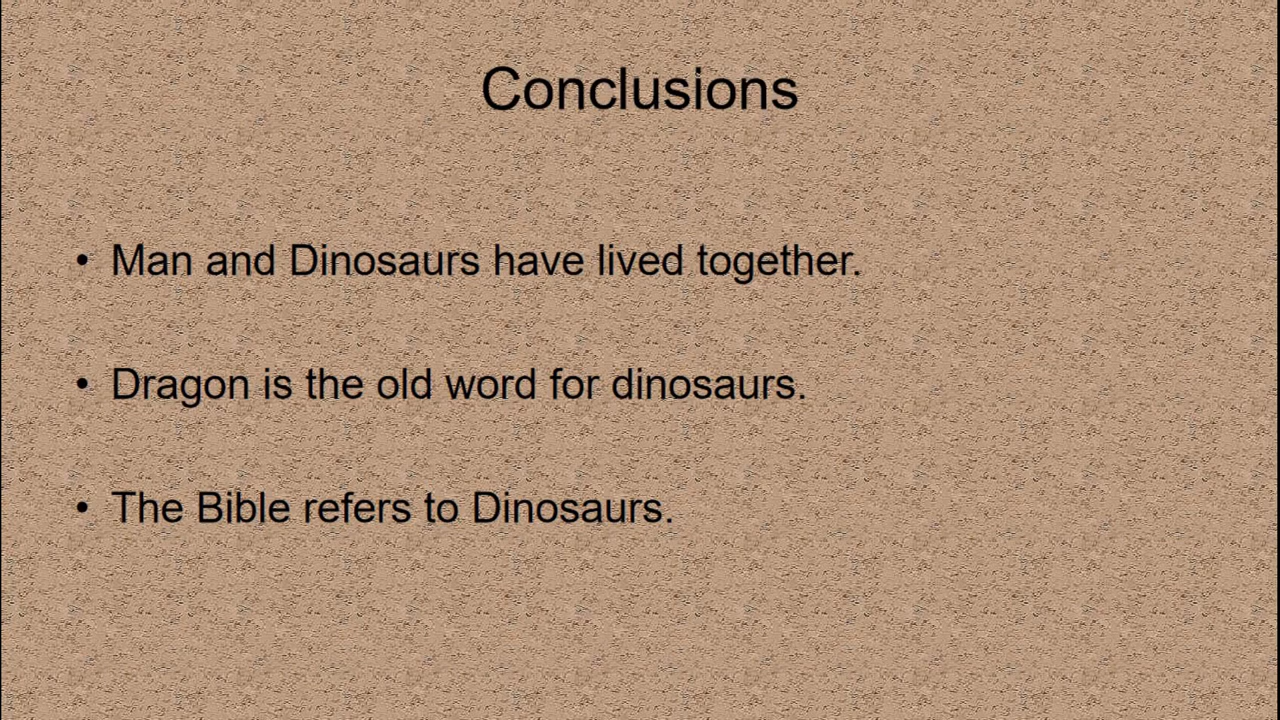 Conclusions
• Man and Dinosaurs have lived together.
• Dragon is the old word for dinosaurs.
• The Bible refers to Dinosaurs.